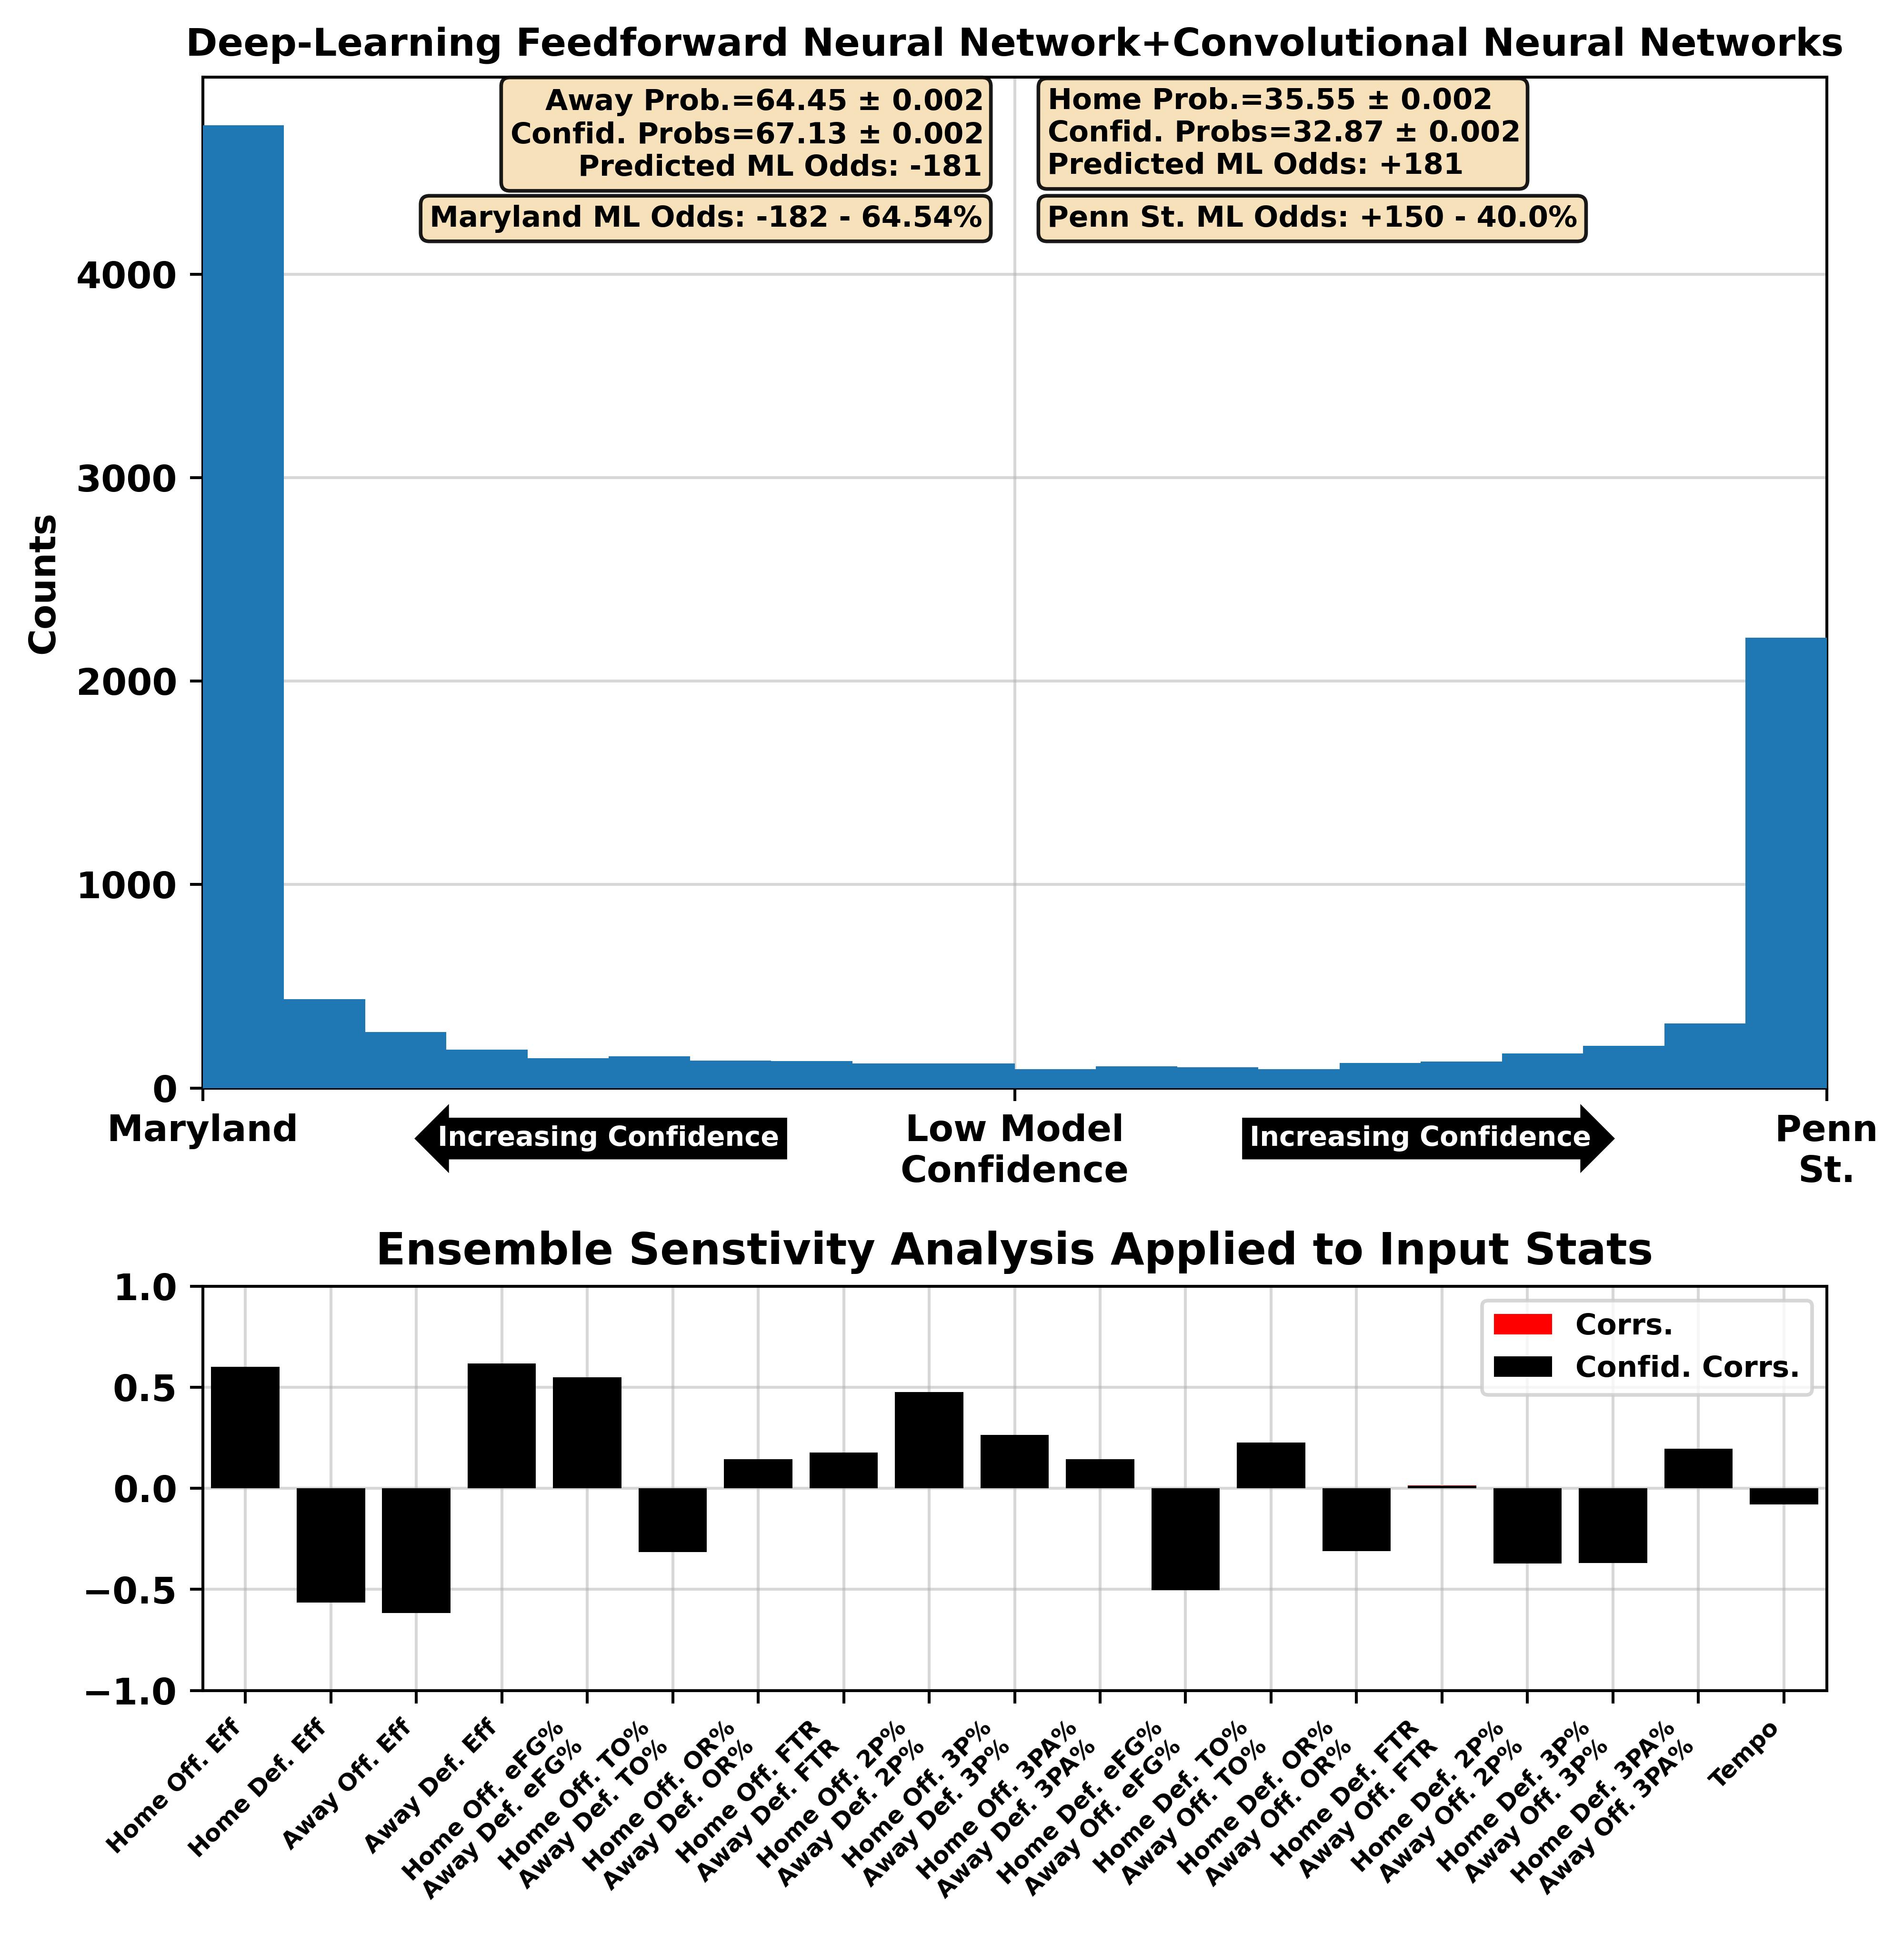 Deep-Learning Feedforward Neural Network+Convolutional Neural Networks
Away Prob.=64.45 ± 0.002
Confid. Probs=67.13 ± 0.002
Predicted ML Odds: -181
Maryland ML Odds: -182 - 64.54%
Home Prob.=35.55 ± 0.002
Confid. Probs=32.87 ± 0.002
Predicted ML Odds: +181
Penn St. ML Odds: +150 - 40.0%
Counts
4000
3000
2000
1000
0
Maryland
Increasing Confidence
Low Model
Confidence
Increasing Confidence
Penn
St.
Ensemble Senstivity Analysis Applied to Input Stats
1.0
0.5
0.0
−0.5
−1.0
Corrs.
Confid. Corrs.
Home Off. Eff
Home Def. Eff
Away Off. Eff
Away Def. Eff
Home Off. eFG%
Away Def. eFG%
Home Off. TO%
Away Def. TO%
Home Off. OR%
Away Def. OR%
Home Off. FTR
Away Def. FTR
Home Off. 2P%
Away Def. 2P%
Home Off. 3P%
Away Def. 3P%
Home Off. 3PA%
Away Def. 3PA%
Home Def. eFG%
Away Off. eFG%
Home Def. TO%
Away Off. TO%
Home Def. OR%
Away Off. OR%
Home Def. FTR
Away Off. FTR
Home Def. 2P%
Away Off. 2P%
Home Def. 3P%
Away Off. 3P%
Home Def. 3PA%
Away Off. 3PA%
Tempo